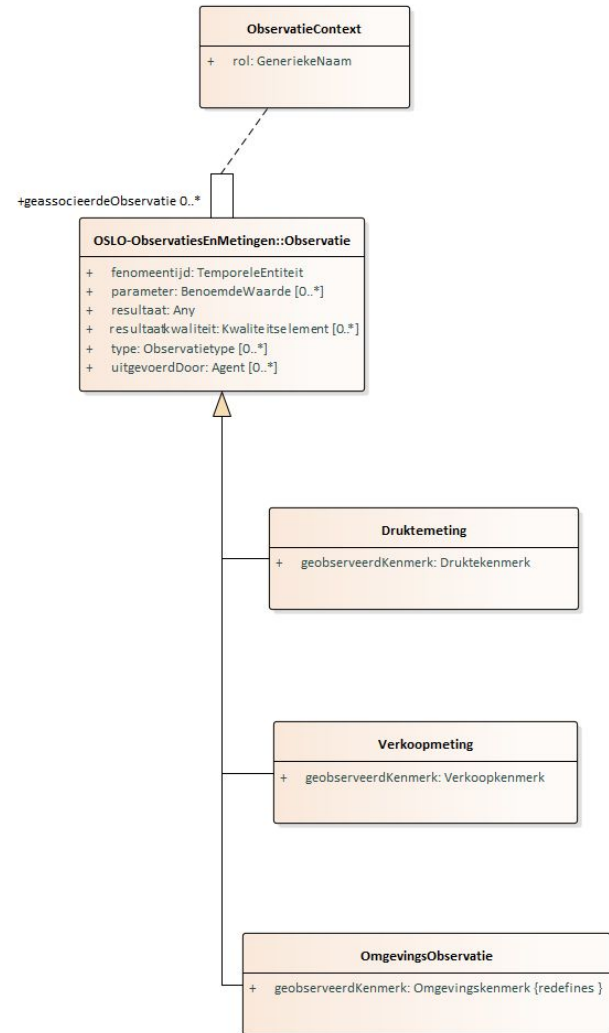 ObservatieContext
+ rol: GeneriekeNaam
+geassocieerdeObservatie 0..*
OSLO-ObservatiesEnMetingen::Observatie
+ fenomeentijd: TemporeleEntiteit
+ parameter: BenoemdeWaarde [0..*]
+ resultaat: Any
+ resultaatkwaliteit: Kwaliteitselement [0..*]
+ type: Observatietype [0..*]
+ uitgevoerdDoor: Agent [0..*]
Druktemeting
+ geobserveerdKenmerk: Druktekenmerk
Verkoopmeting
+ geobserveerdKenmerk: Verkoopkenmerk
OmgevingsObservatie
+ geobserveerdKenmerk: Omgevingskenmerk {redefines }